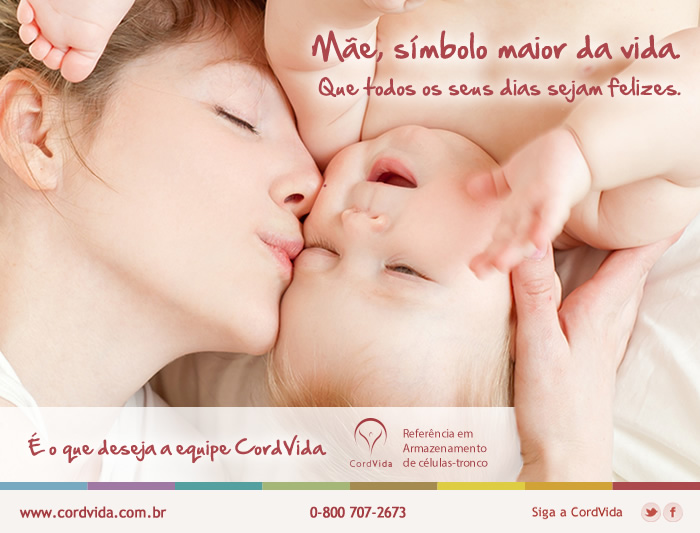 Mãe, símbolo maior da vida.
Que todos os seus dias sejam felizes.
É o que deseja a equipe CordVida
CordVida
Referência em
Armazenamento
de células-tronco
www.cordvida.com.br
0-800 707-2673
Siga a CordVida